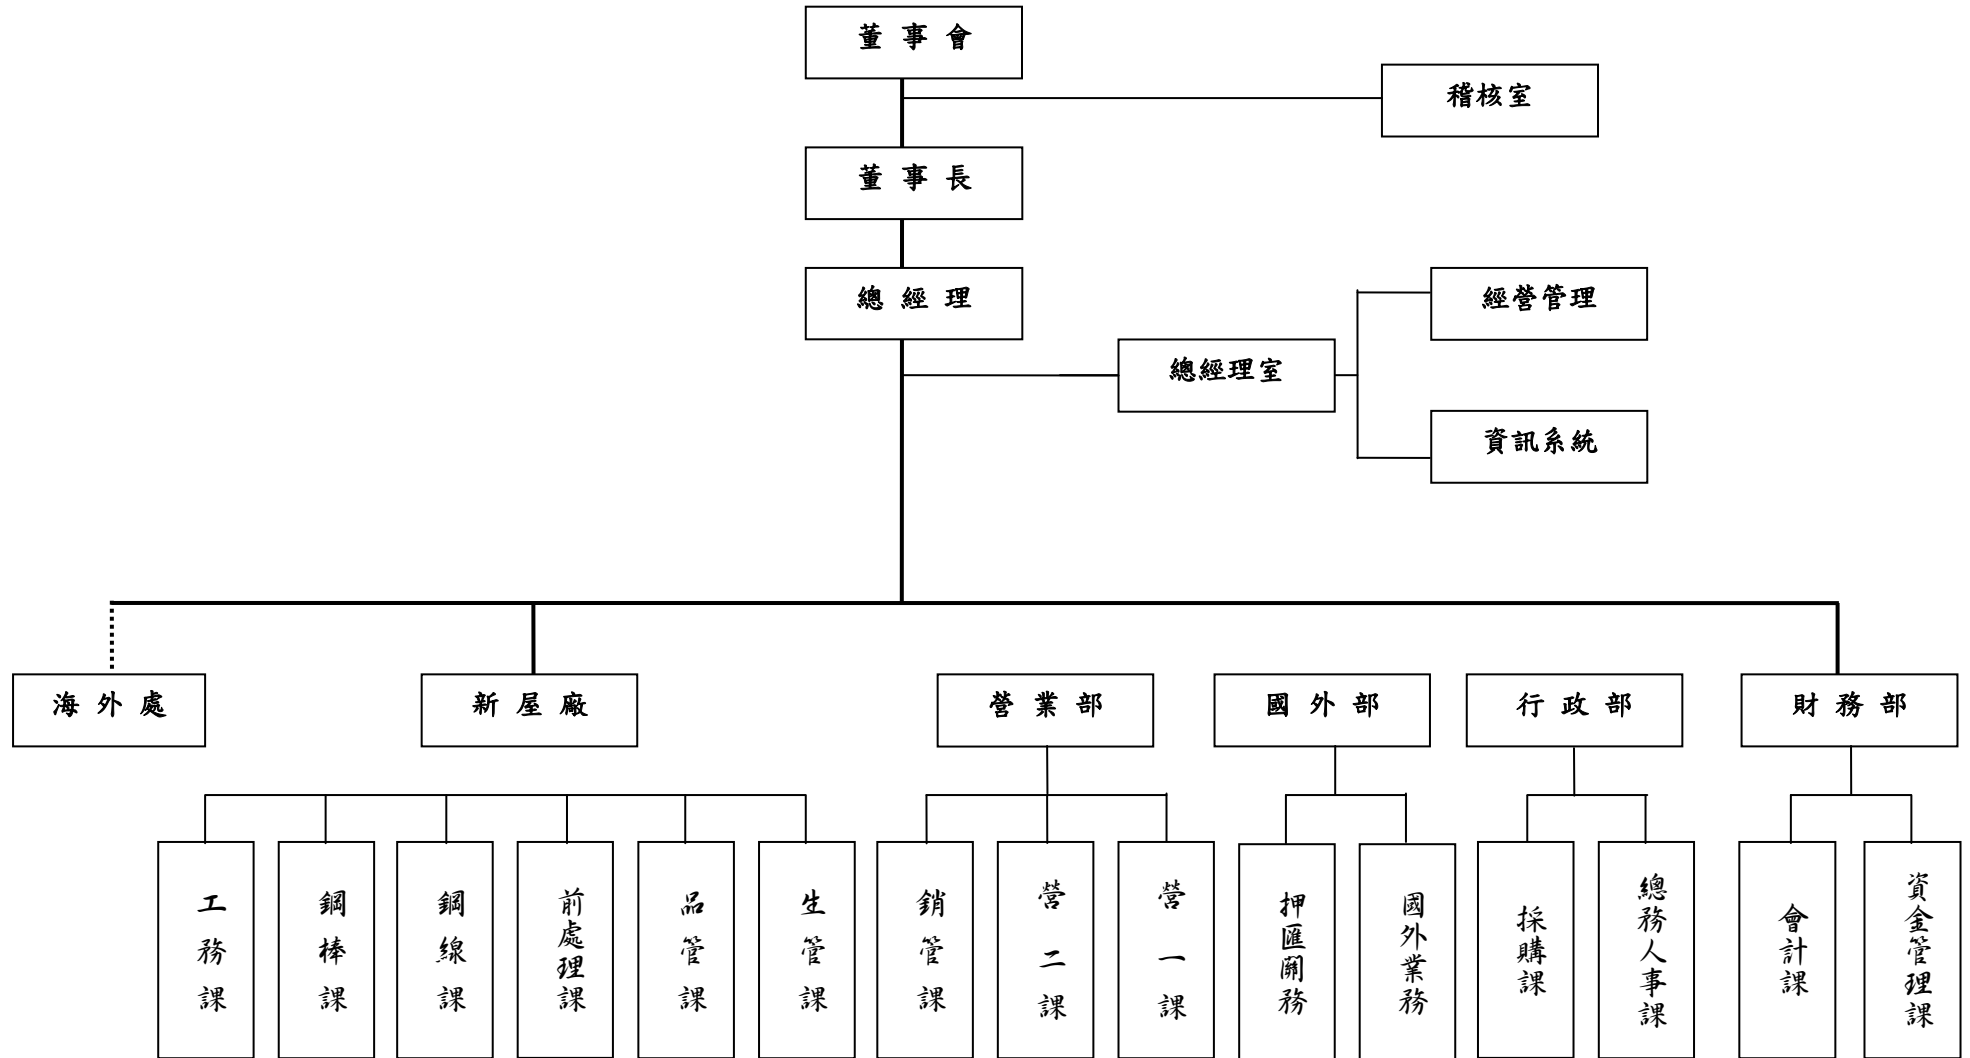 董事會
稽核室
董事長
總經理
經營管理
總經理室
資訊系統
海外處
新屋廠
營業部
國外部
行政部
財務部
工務課
鋼棒課
鋼線課
前處理課
品管課
生管課
銷管課
營二課
營一課
押匯關務
國外業務
採購課
總務人事課
會計課
資金管理課